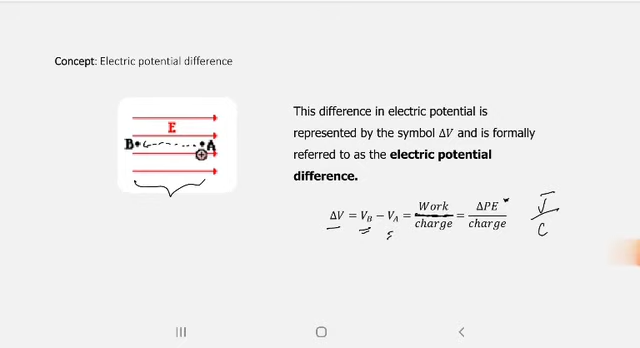 Concept: Electric potential difference
E
B
A
This difference in electric potential is
represented by the symbol ΔV and is formally
referred to as the electric potential
difference.
ΔV = V_B − V_A = Work/charge = ΔPE/charge
J/C